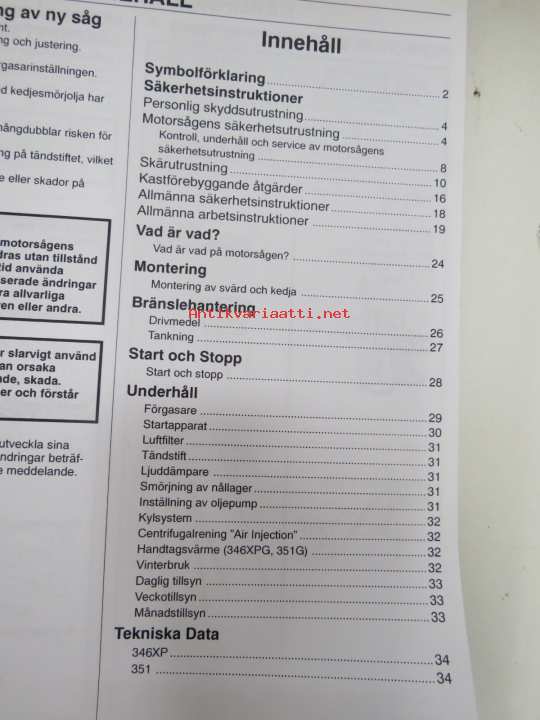 HÅLL
ng av ny såg
nt.
ng och justering.
rgasarinställningen.
d kedjesmörjolja har
mångdubblar risken för
ng på tändstiftet, vilket
e eller skador på
motorsågens
dras utan tillstånd
tid använda
serade ändringar
ra allvarliga
en eller andra.
r slarvigt använd
an orsaka
nde, skada.
er och förstår
utveckla sina
ndringar beträf-
e meddelande.
Innehåll
Symbolförklaring 2
Säkerhetsinstruktioner
Personlig skyddsutrustning 4
Motorsågens säkerhetsutrustning 4
Kontroll, underhåll och service av motorsågens
säkerhetsutrustning 8
Skärutrustning 10
Kastförebyggande åtgärder 16
Allmänna säkerhetsinstruktioner 18
Allmänna arbetsinstruktioner 19
Vad är vad?
Vad är vad på motorsågen? 24
Montering
Montering av svärd och kedja 25
Bränslehantering
Antikvariaatti.net
Drivmedel 26
Tankning 27
Start och Stopp
Start och stopp 28
Underhåll
Förgasare 29
Startapparat 30
Luftfilter 31
Tändstift 31
Ljuddämpare 31
Smörjning av nållager 31
Inställning av oljepump 31
Kylsystem 32
Centrifugalrening "Air Injection" 32
Handtagsvärme (346XPG, 351G) 32
Vinterbruk 32
Daglig tillsyn 33
Veckotillsyn 33
Månadstillsyn 33
Tekniska Data
346XP 34
351 34